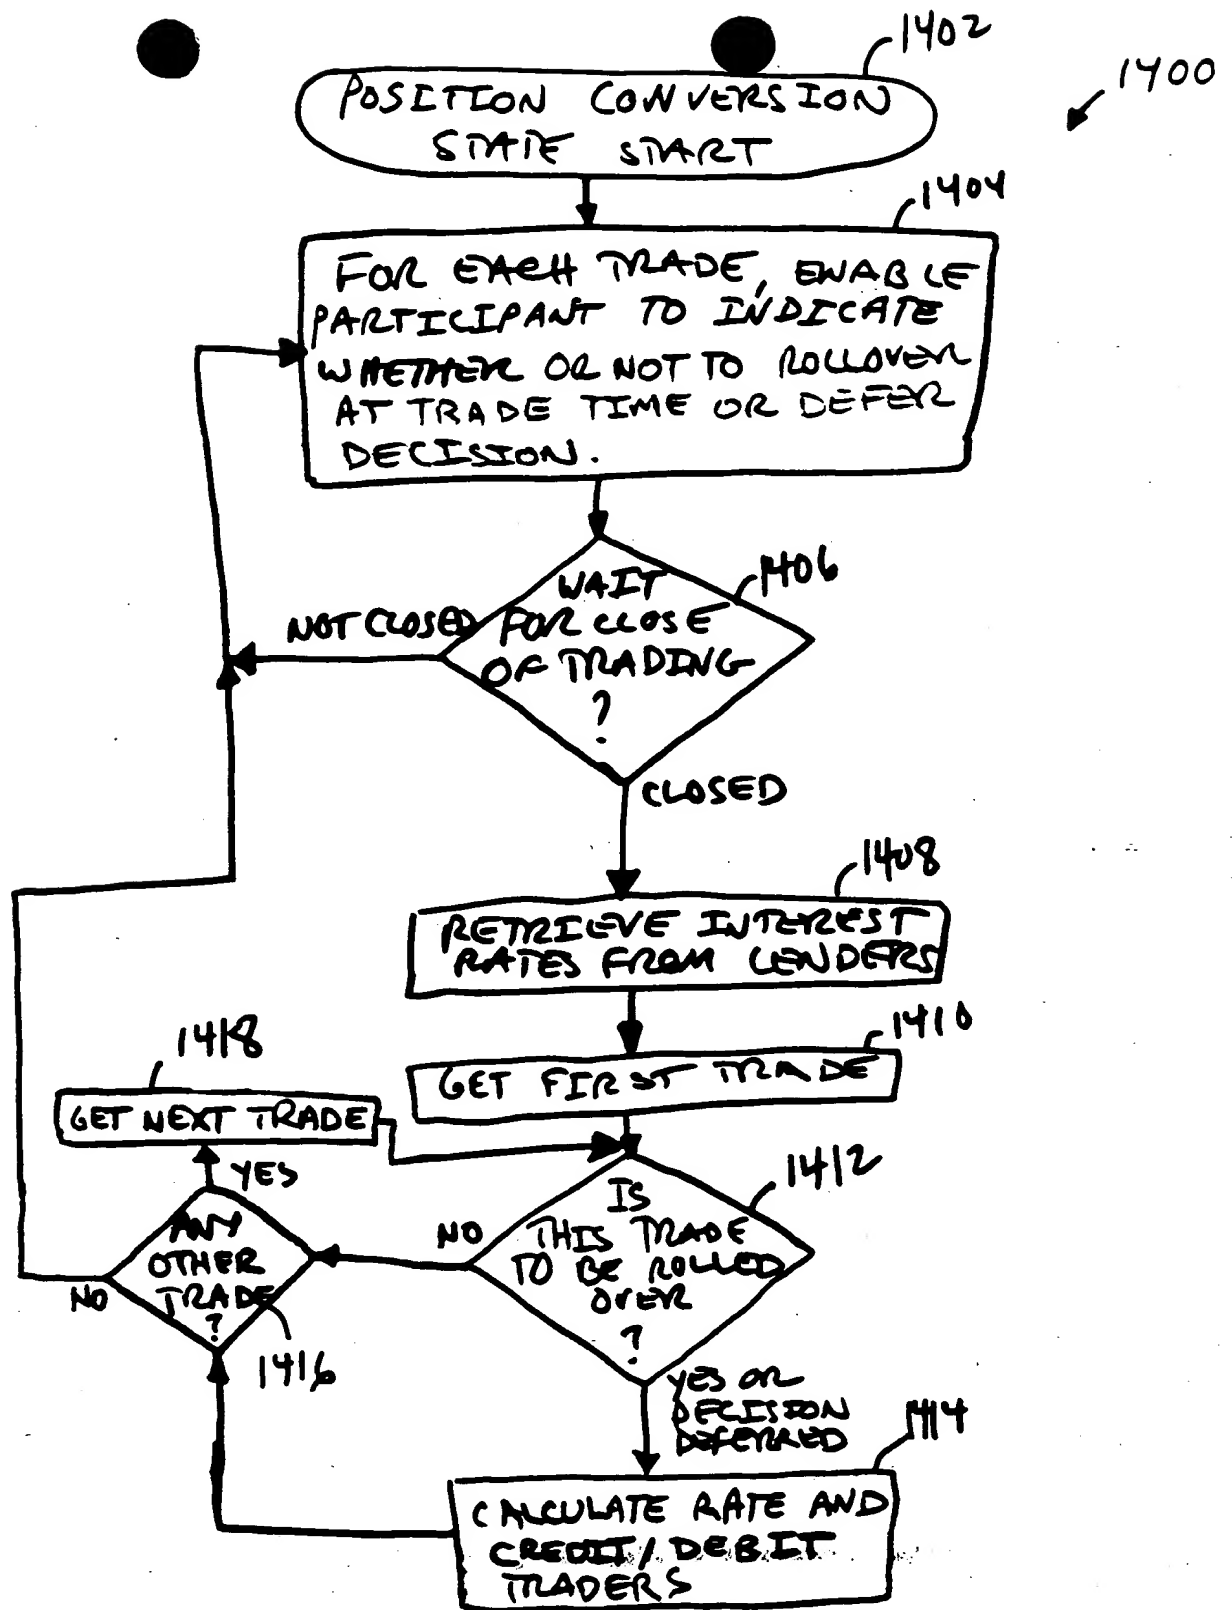 1402
1400
POSITION CONVERSION
STATE START
1404
FOR EACH TRADE, ENABLE
PARTICIPANT TO INDICATE
WHETHER OR NOT TO ROLLOVER
AT TRADE TIME OR DEFER
DECISION.
1406
WAIT
FOR CLOSE
OF TRADING
?
NOT CLOSED
CLOSED
1408
RETRIEVE INTEREST
RATES FROM LENDERS
1410
GET FIRST TRADE
1418
GET NEXT TRADE
1412
IS
THIS TRADE
TO BE ROLLED
OVER
?
NO
YES
ANY
OTHER
TRADE
?
NO
1416
YES OR
DECISION
DEFERRED
1414
CALCULATE RATE AND
CREDIT/DEBIT
TRADERS